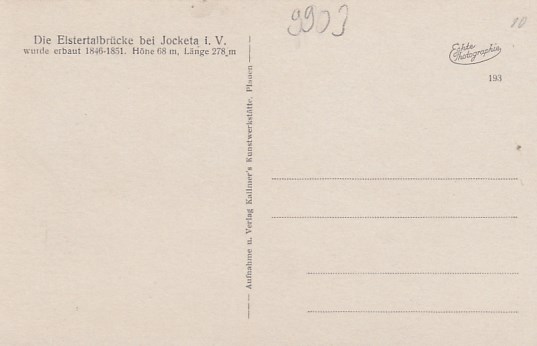 Die Elstertalbrücke bei Jocketa i. V.
wurde erbaut 1846-1851. Höhe 68 m, Länge 278 m
Aufnahme u. Verlag Kallmer's Kunstwerkstätte, Plauen
9903
10
Echte
Photographie
193